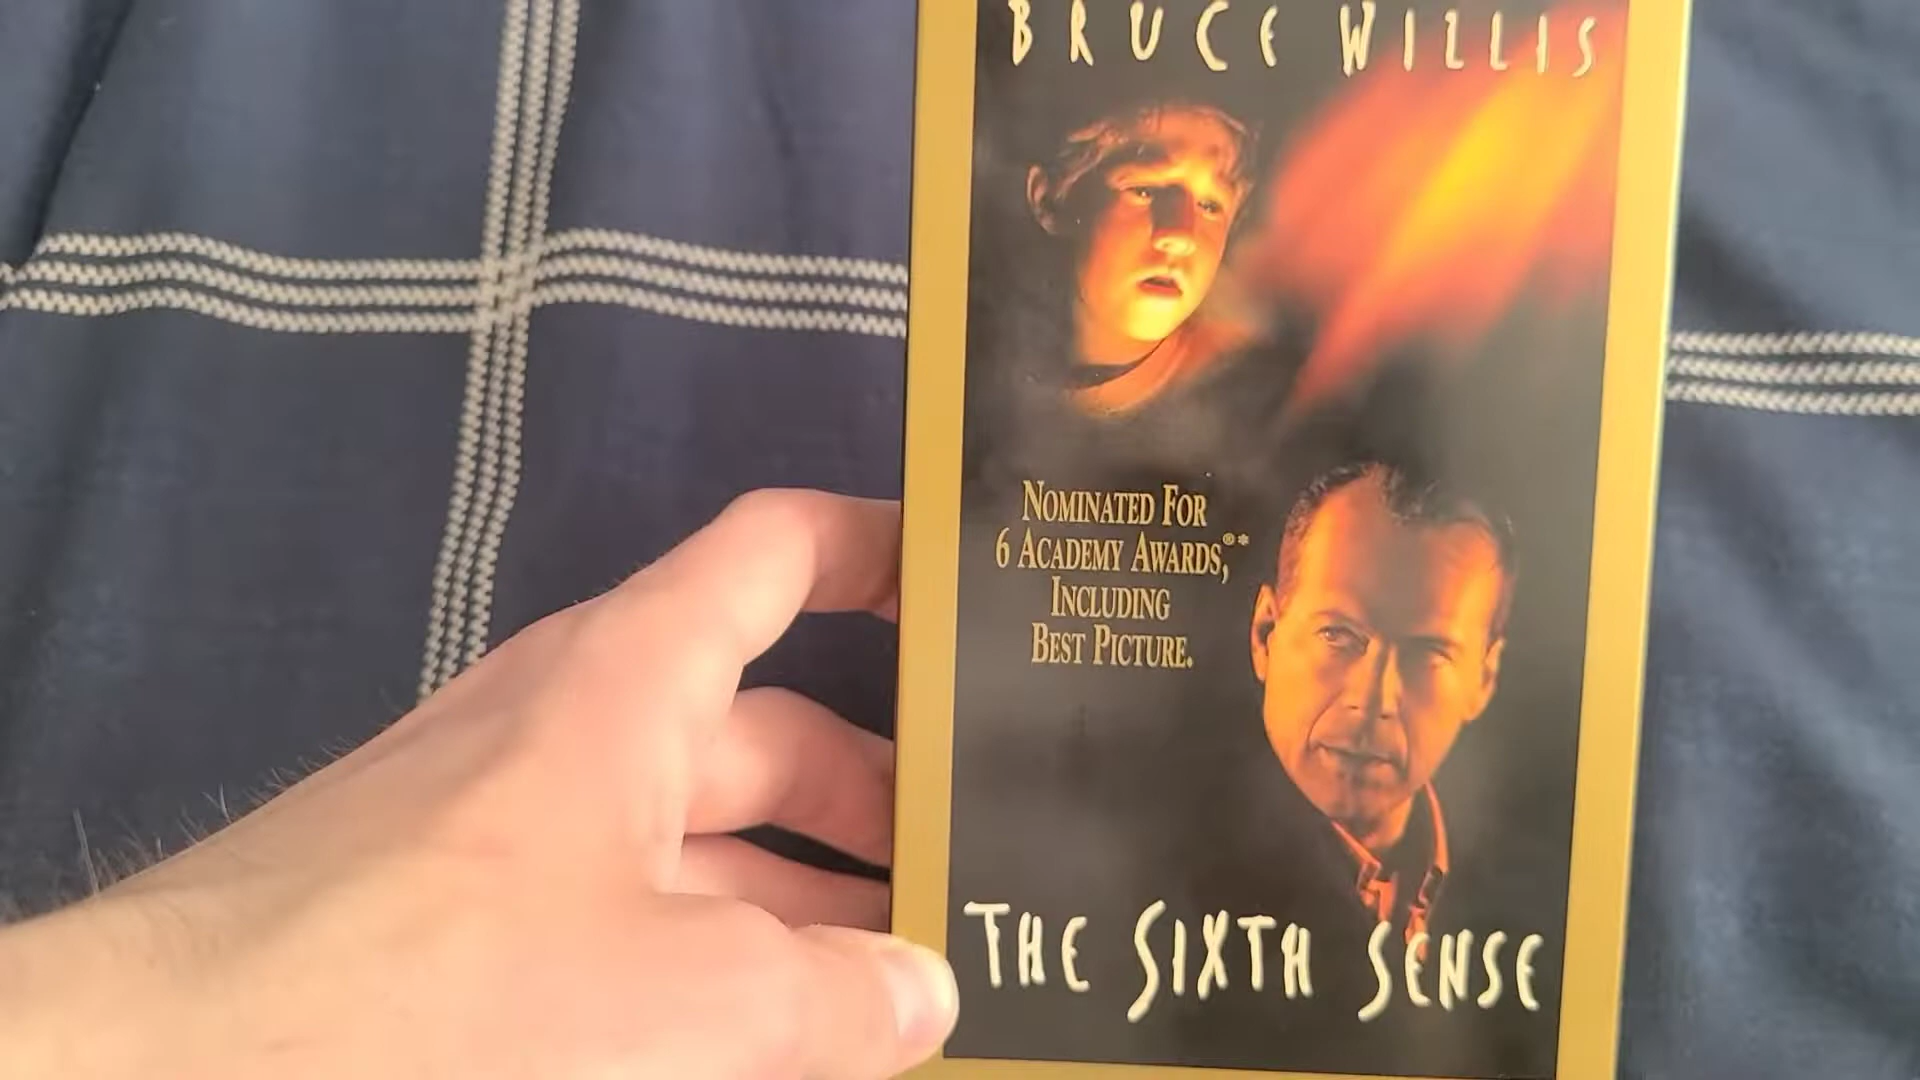 BRUCE WILLIS
NOMINATED FOR
6 ACADEMY AWARDS,®*
INCLUDING
BEST PICTURE.
THE SIXTH SENSE